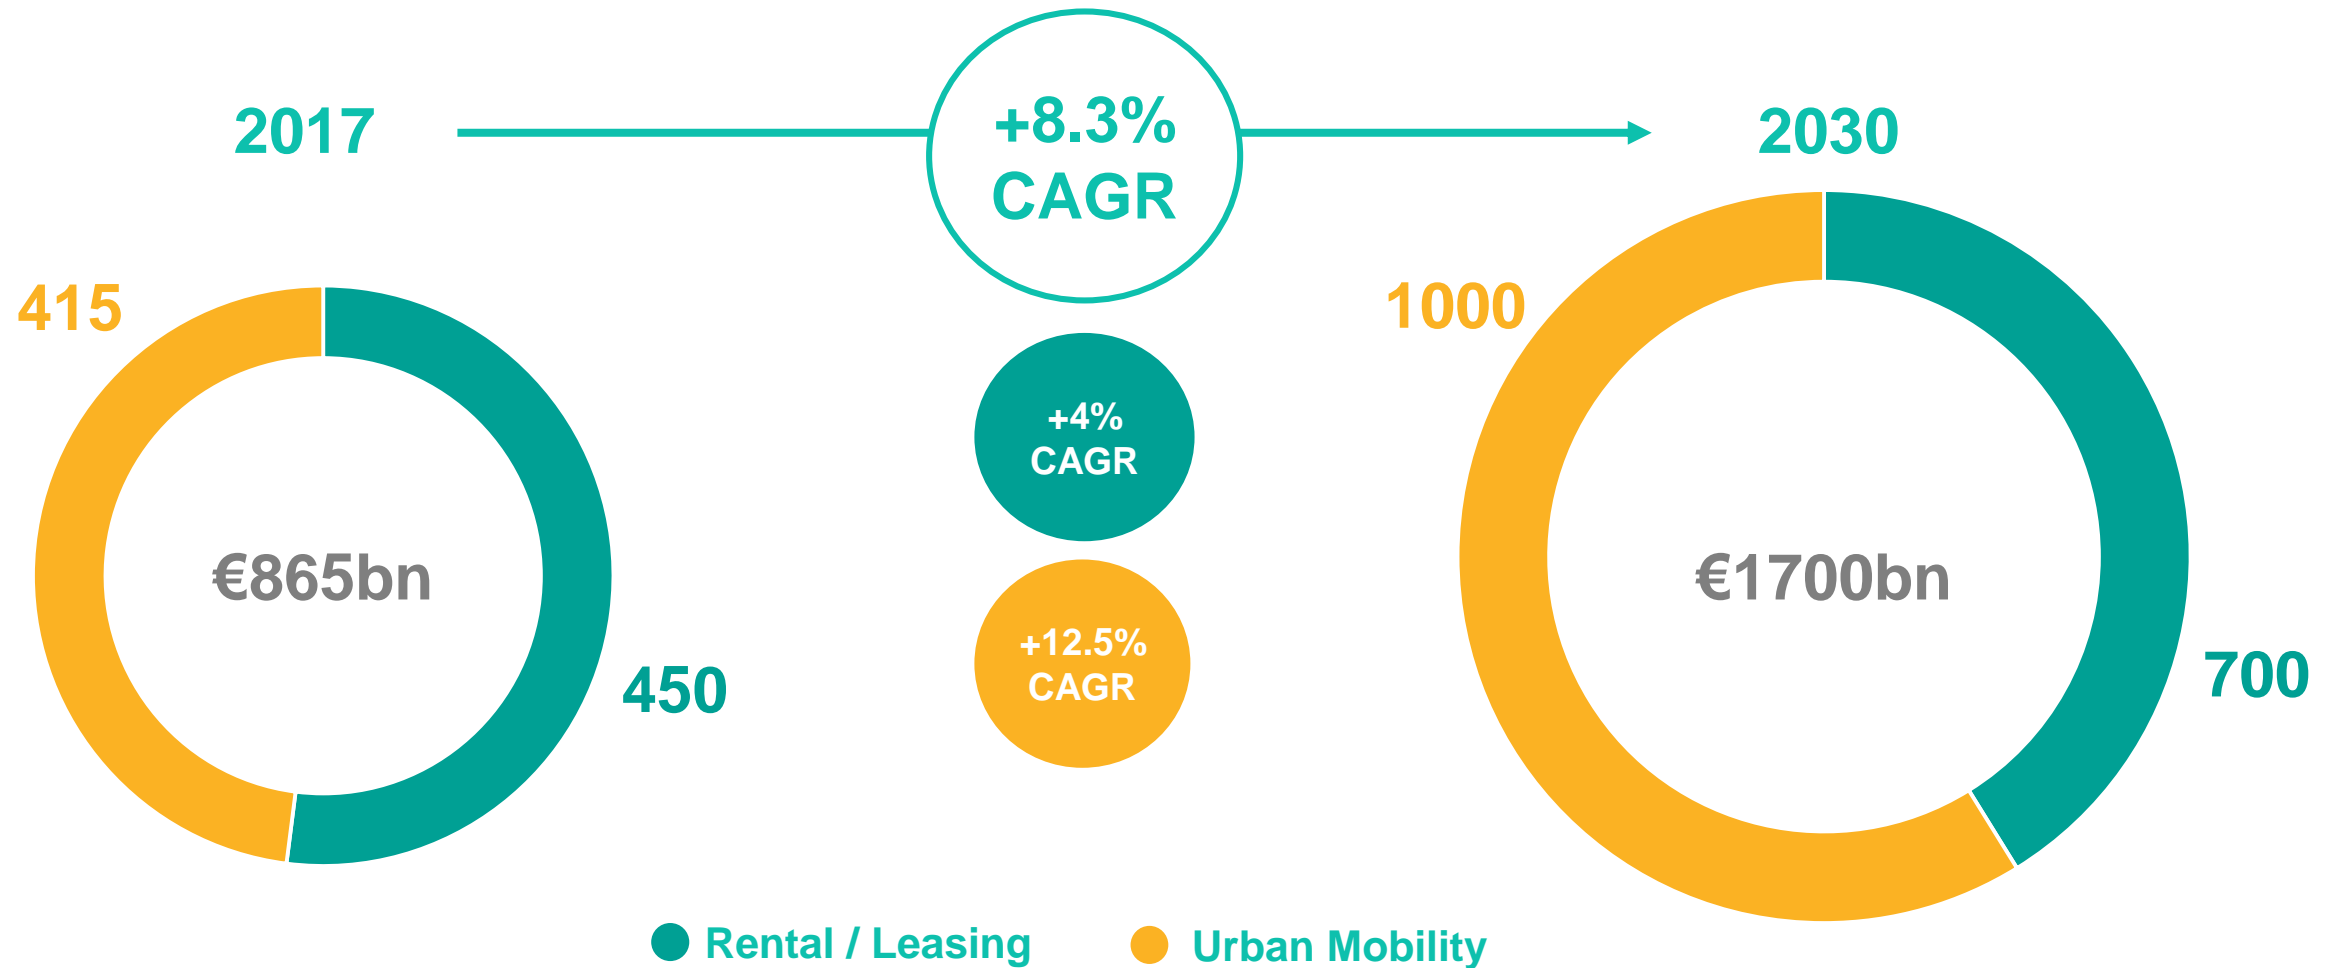 2017
+8.3%
CAGR
2030
415
€865bn
450
+4%
CAGR
+12.5%
CAGR
1000
€1700bn
700
Rental / Leasing
Urban Mobility